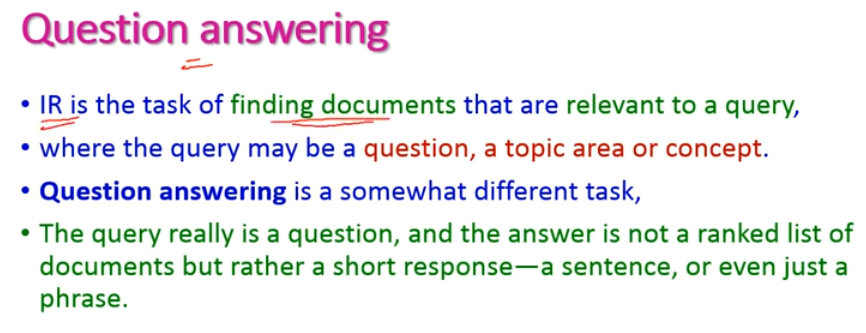 Question answering
• IR is the task of finding documents that are relevant to a query,
• where the query may be a question, a topic area or concept.
• Question answering is a somewhat different task,
• The query really is a question, and the answer is not a ranked list of
documents but rather a short response—a sentence, or even just a
phrase.